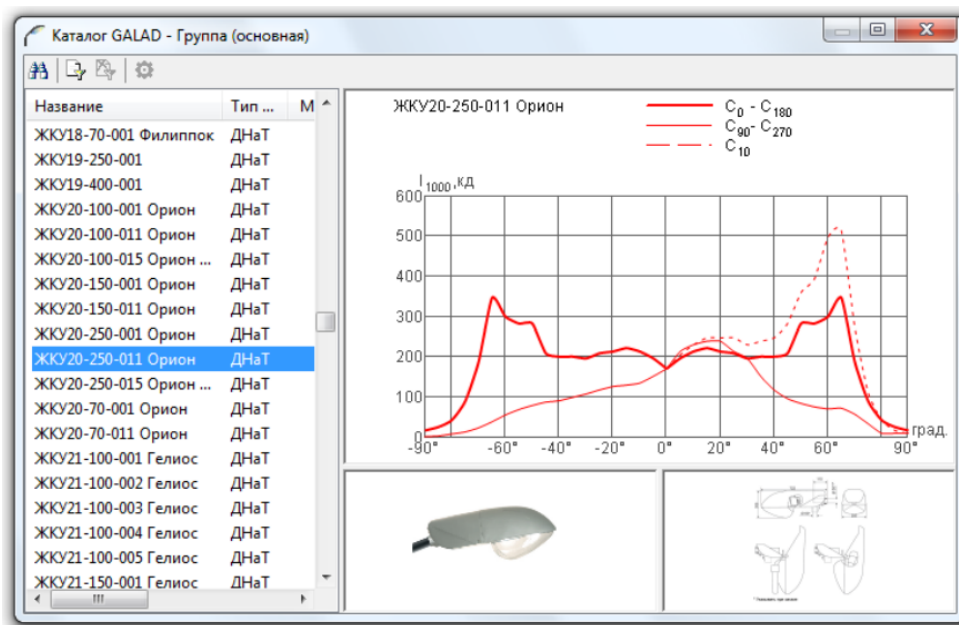 Каталог GALAD - Группа (основная)
Название Тип ... М
ЖКУ18-70-001 Филиппок ДНаТ
ЖКУ19-250-001 ДНаТ
ЖКУ19-400-001 ДНаТ
ЖКУ20-100-001 Орион ДНаТ
ЖКУ20-100-011 Орион ДНаТ
ЖКУ20-100-015 Орион ... ДНаТ
ЖКУ20-150-001 Орион ДНаТ
ЖКУ20-150-011 Орион ДНаТ
ЖКУ20-250-001 Орион ДНаТ
ЖКУ20-250-011 Орион ДНаТ
ЖКУ20-250-015 Орион ... ДНаТ
ЖКУ20-70-001 Орион ДНаТ
ЖКУ20-70-011 Орион ДНаТ
ЖКУ21-100-001 Гелиос ДНаТ
ЖКУ21-100-002 Гелиос ДНаТ
ЖКУ21-100-003 Гелиос ДНаТ
ЖКУ21-100-004 Гелиос ДНаТ
ЖКУ21-100-005 Гелиос ДНаТ
ЖКУ21-150-001 Гелиос ДНаТ
ЖКУ20-250-011 Орион
C0 - C180
C90- C270
C10
I1000,КД
600
500
400
300
200
100
0
-90° -60° -40° -20° 0° 20° 40° 60° 90°
град.